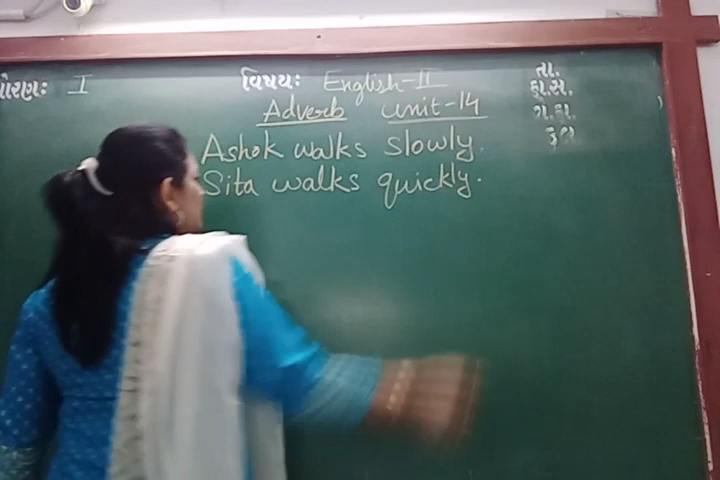 ધોરણ: I
વિષય: English-II
તા.
ક્રો.સ.
ગે.હા.
કુલ
Adverb unit-14
Ashok walks slowly.
Sita walks quickly.